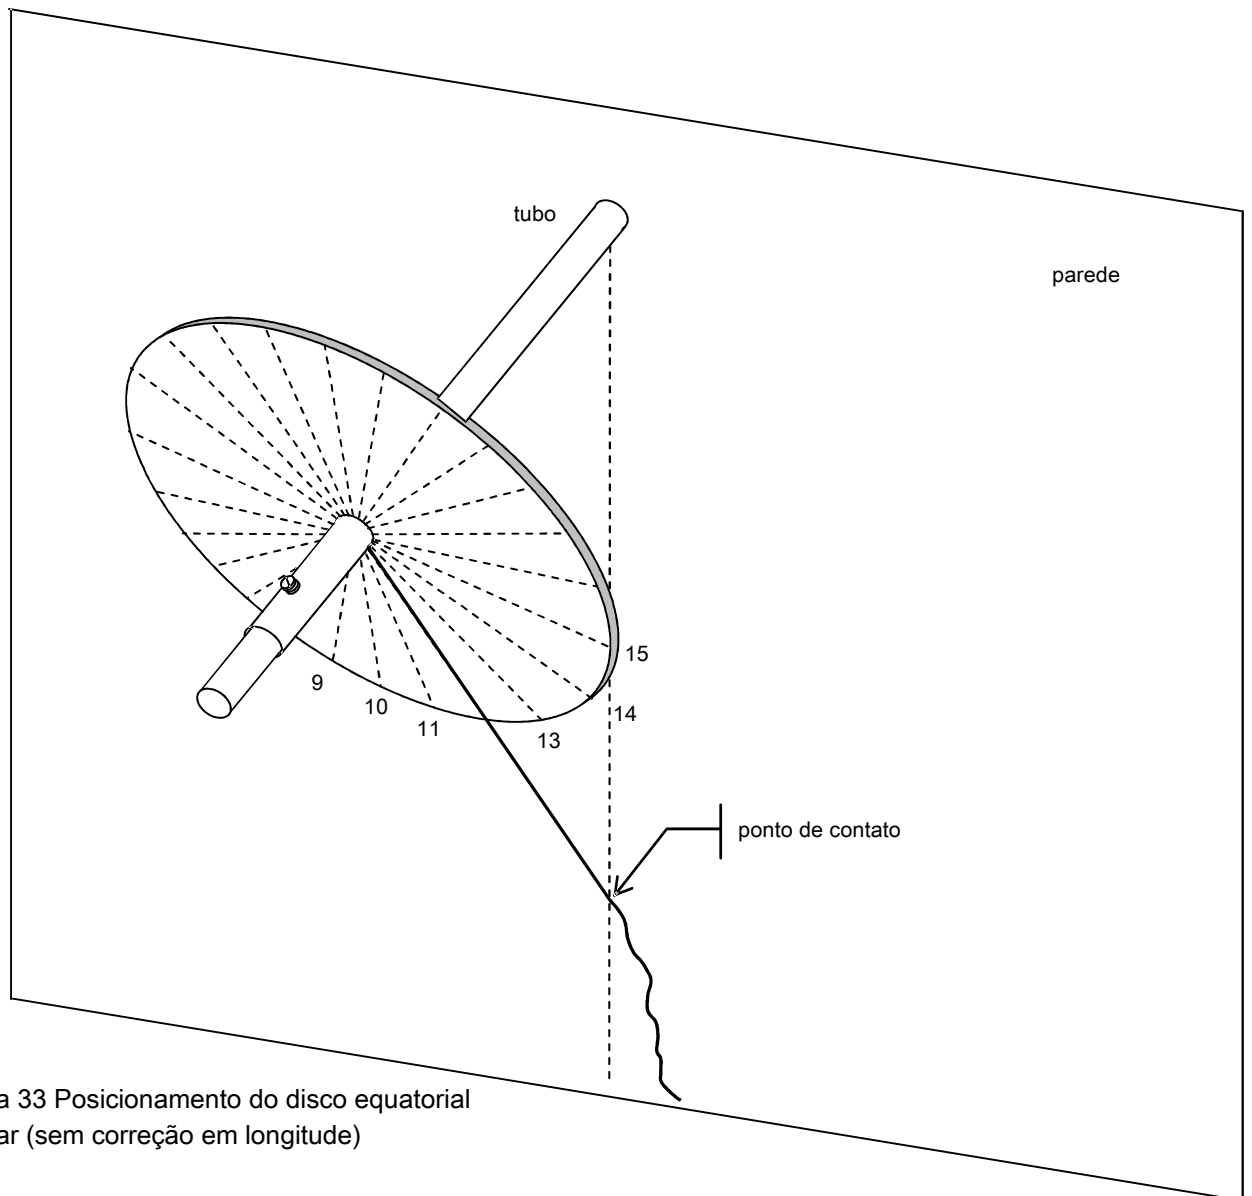 tubo
parede
15
9
10
14
11
13
ponto de contato
a 33 Posicionamento do disco equatorial
ar (sem correção em longitude)